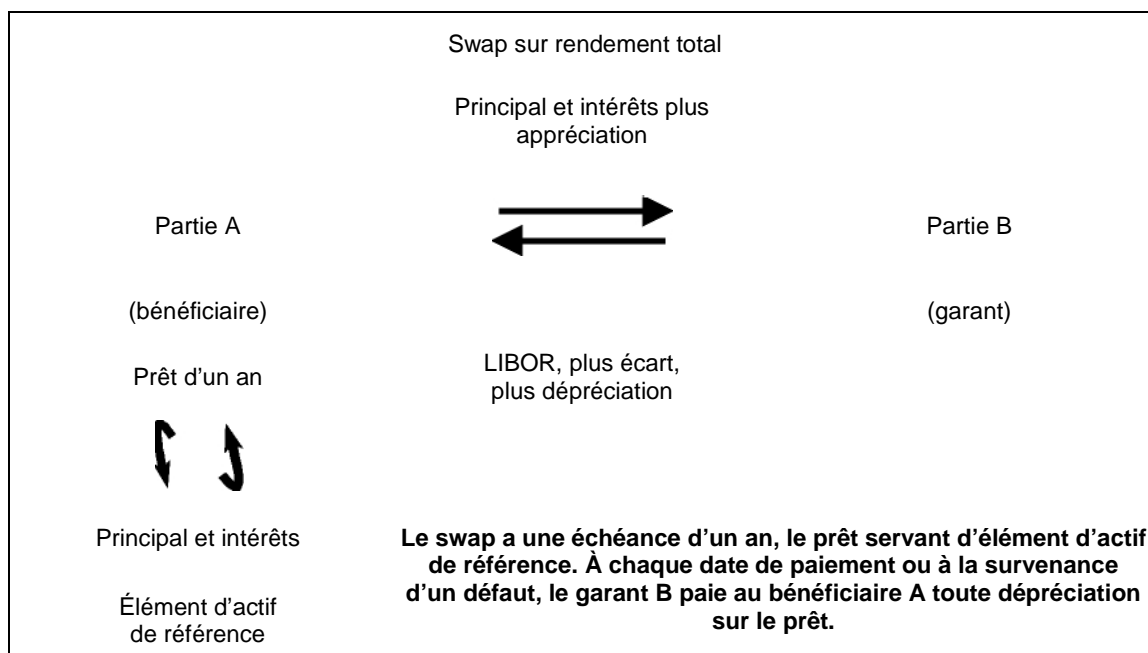 Swap sur rendement total
Principal et intérêts plus
appréciation
Partie A
Partie B
(bénéficiaire)
(garant)
Prêt d’un an
LIBOR, plus écart,
plus dépréciation
Principal et intérêts
Élément d’actif
de référence
Le swap a une échéance d’un an, le prêt servant d’élément d’actif
de référence. À chaque date de paiement ou à la survenance
d’un défaut, le garant B paie au bénéficiaire A toute dépréciation
sur le prêt.